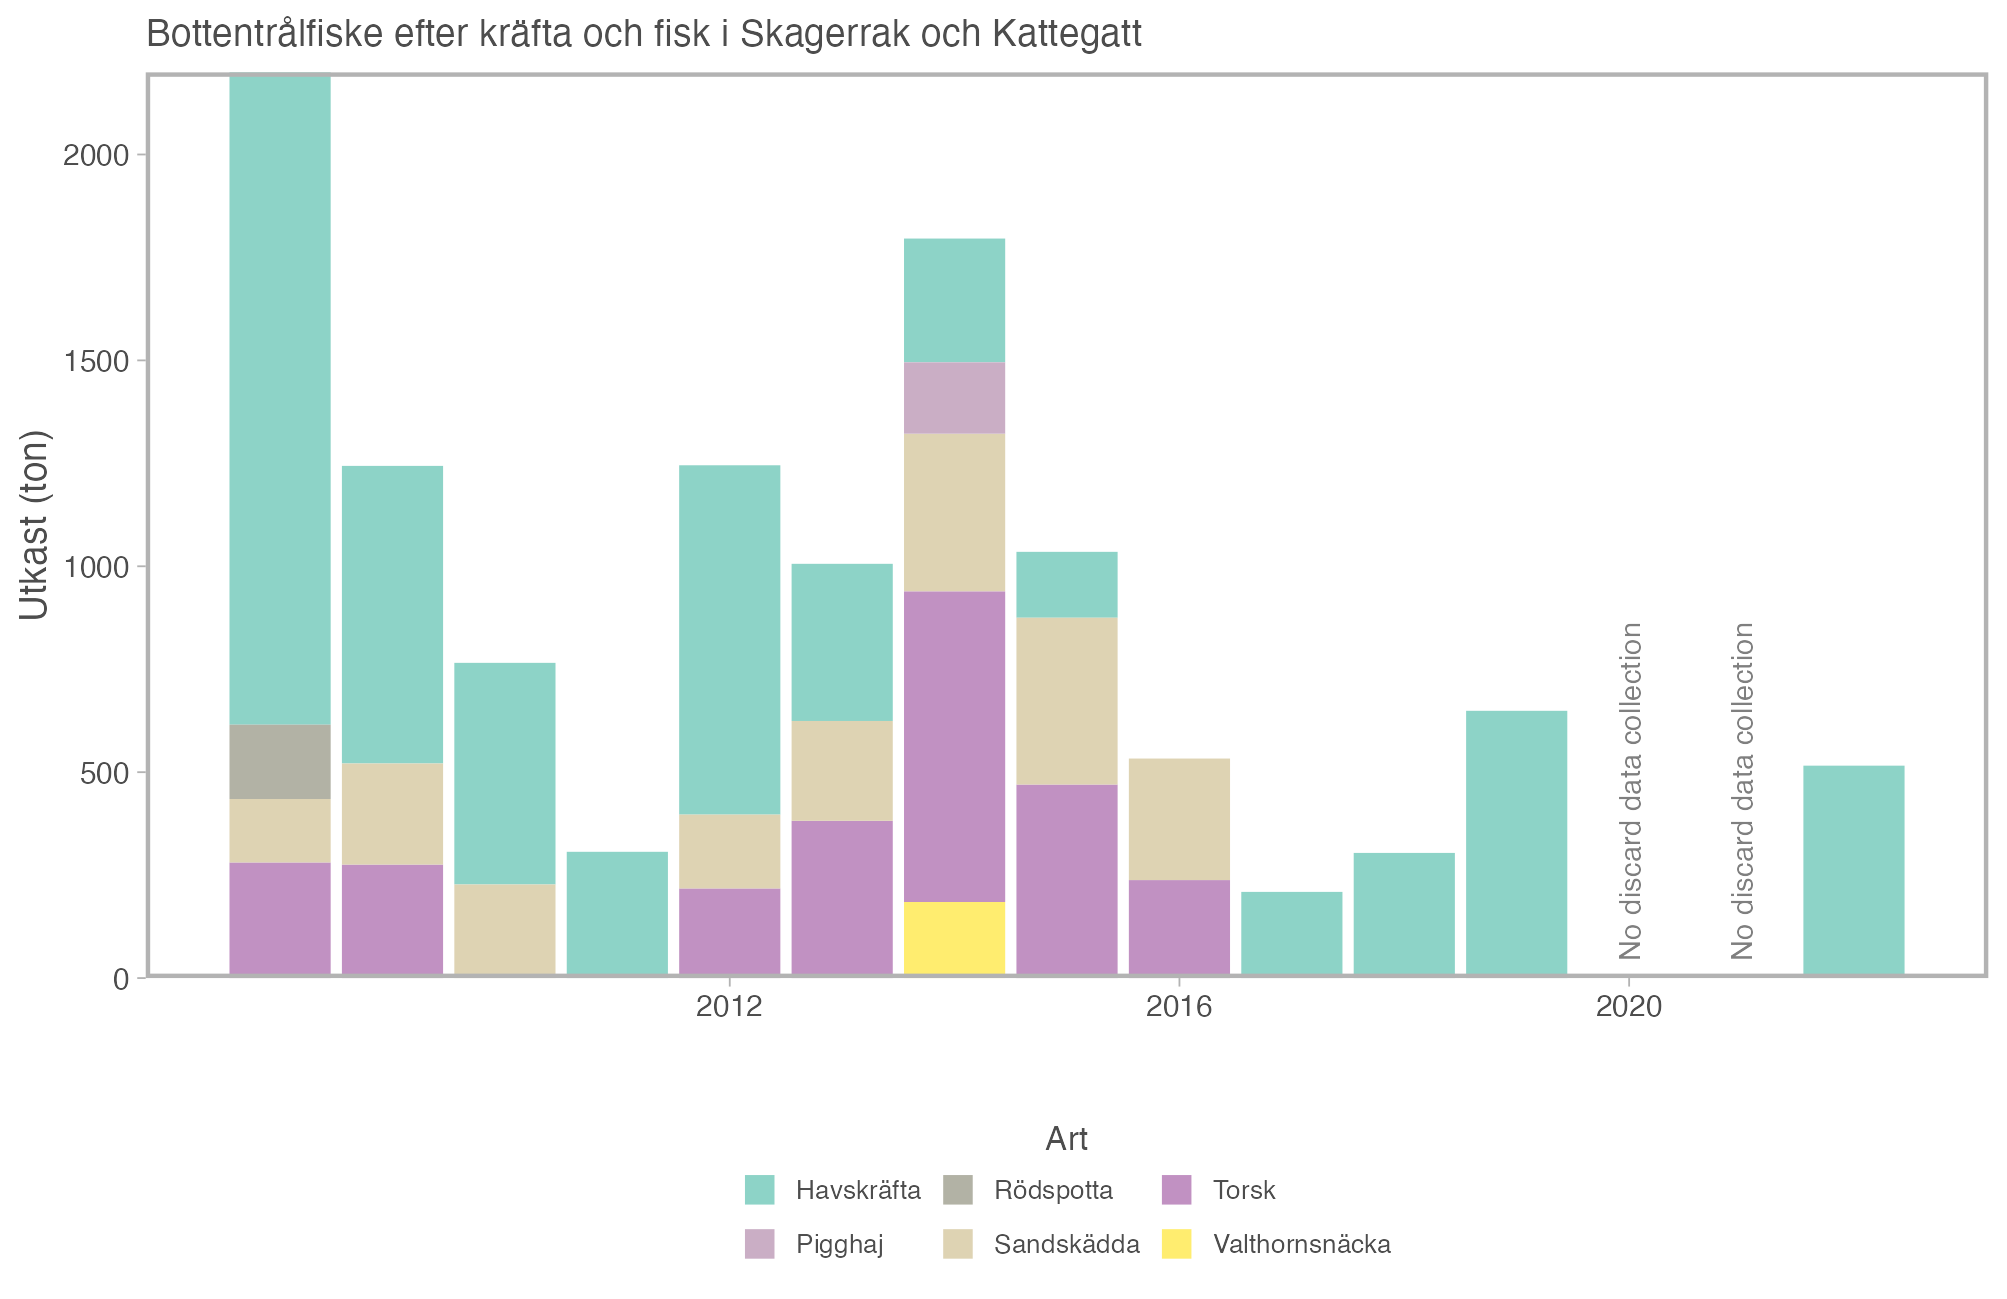 Bottentrålfiske efter kräfta och fisk i Skagerrak och Kattegatt
Utkast (ton)
2000
1500
1000
500
0
No discard data collection
No discard data collection
2012
2016
2020
Art
Havskräfta
Rödspotta
Torsk
Pigghaj
Sandskädda
Valthornsnäcka